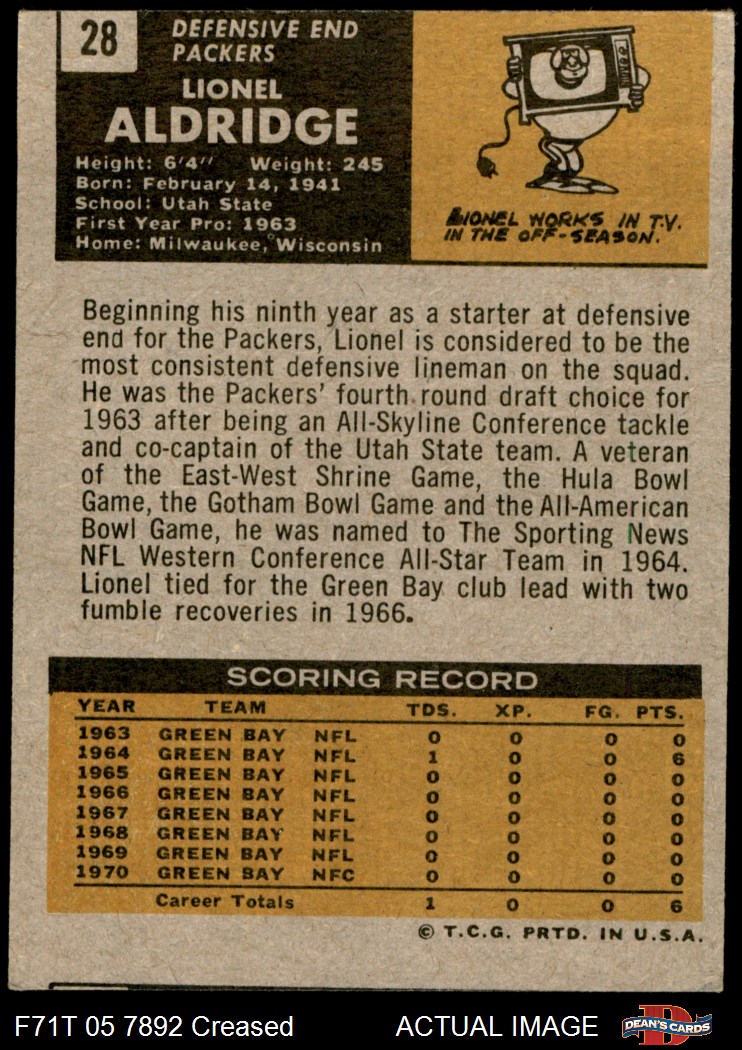 28
DEFENSIVE END
PACKERS
LIONEL
ALDRIDGE
Height: 6'4" Weight: 245
Born: February 14, 1941
School: Utah State
First Year Pro: 1963
Home: Milwaukee, Wisconsin
LIONEL WORKS IN T.V.
IN THE OFF-SEASON.
Beginning his ninth year as a starter at defensive
end for the Packers, Lionel is considered to be the
most consistent defensive lineman on the squad.
He was the Packers' fourth round draft choice for
1963 after being an All-Skyline Conference tackle
and co-captain of the Utah State team. A veteran
of the East-West Shrine Game, the Hula Bowl
Game, the Gotham Bowl Game and the All-American
Bowl Game, he was named to The Sporting News
NFL Western Conference All-Star Team in 1964.
Lionel tied for the Green Bay club lead with two
fumble recoveries in 1966.
SCORING RECORD
YEAR TEAM TDS. XP. FG. PTS.
1963 GREEN BAY NFL 0 0 0 0
1964 GREEN BAY NFL 1 0 0 6
1965 GREEN BAY NFL 0 0 0 0
1966 GREEN BAY NFL 0 0 0 0
1967 GREEN BAY NFL 0 0 0 0
1968 GREEN BAY NFL 0 0 0 0
1969 GREEN BAY NFL 0 0 0 0
1970 GREEN BAY NFC 0 0 0 0
Career Totals 1 0 0 6
© T.C.G. PRTD. IN U.S.A.
F71T 05 7892 Creased ACTUAL IMAGE
D
DEAN'S CARDS